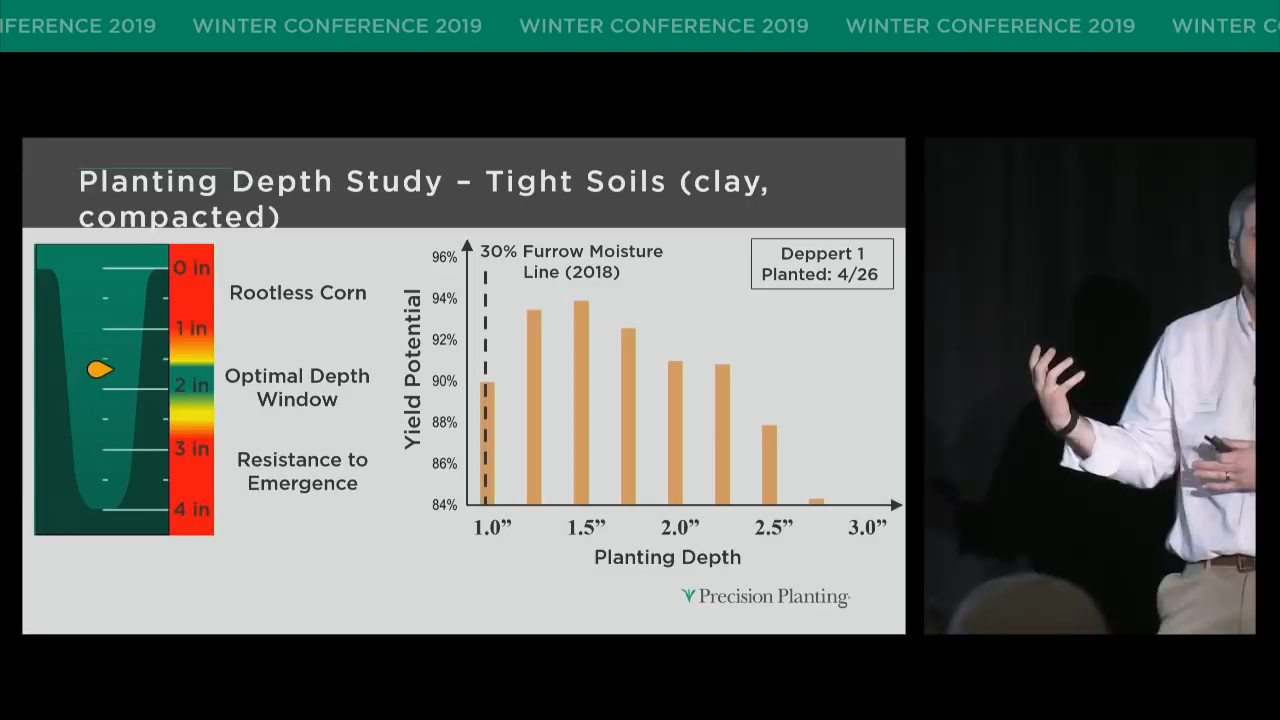 NFERENCE 2019 WINTER CONFERENCE 2019 WINTER CONFERENCE 2019 WINTER CONFERENCE 2019 WINTER C
Planting Depth Study – Tight Soils (clay,
compacted)
0 in
1 in
2 in
3 in
4 in
Rootless Corn
Optimal Depth
Window
Resistance to
Emergence
30% Furrow Moisture
Line (2018)
Deppert 1
Planted: 4/26
Yield Potential
96%
94%
92%
90%
88%
86%
84%
1.0” 1.5” 2.0” 2.5” 3.0”
Planting Depth
Precision Planting